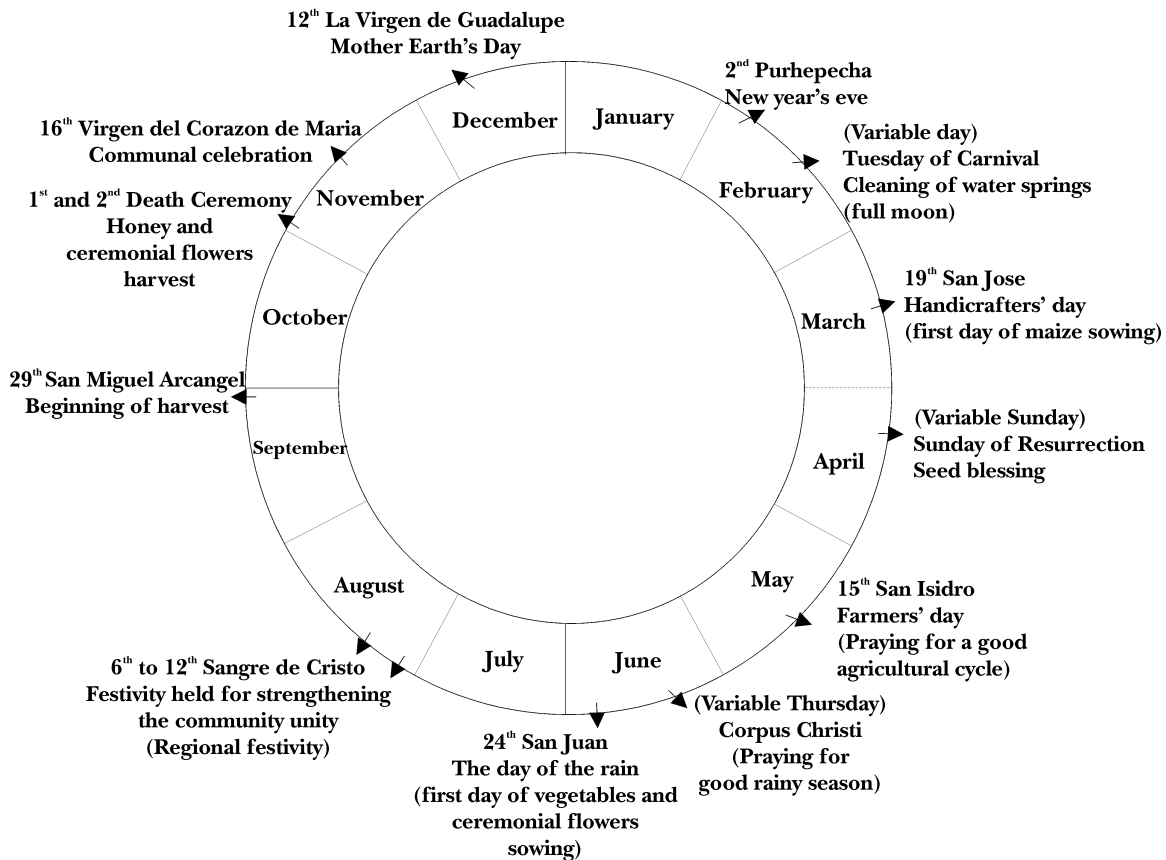 12th La Virgen de Guadalupe
Mother Earth's Day
2nd Purhepecha
New year's eve
(Variable day)
Tuesday of Carnival
Cleaning of water springs
(full moon)
19th San Jose
Handicrafters' day
(first day of maize sowing)
(Variable Sunday)
Sunday of Resurrection
Seed blessing
15th San Isidro
Farmers' day
(Praying for a good
agricultural cycle)
(Variable Thursday)
Corpus Christi
(Praying for
good rainy season)
24th San Juan
The day of the rain
(first day of vegetables and
ceremonial flowers
sowing)
6th to 12th Sangre de Cristo
Festivity held for strengthening
the community unity
(Regional festivity)
29th San Miguel Arcangel
Beginning of harvest
1st and 2nd Death Ceremony
Honey and
ceremonial flowers
harvest
16th Virgen del Corazon de Maria
Communal celebration
January
February
March
April
May
June
July
August
September
October
November
December